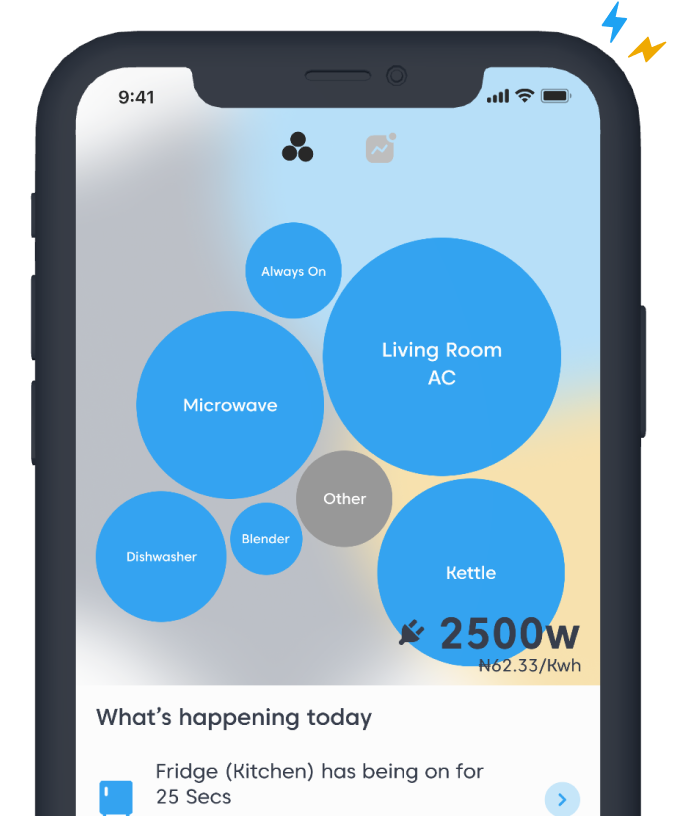 9:41
Always On
Living Room
AC
Microwave
Other
Blender
Dishwasher
Kettle
2500w
₦62.33/Kwh
What's happening today
Fridge (Kitchen) has being on for
25 Secs